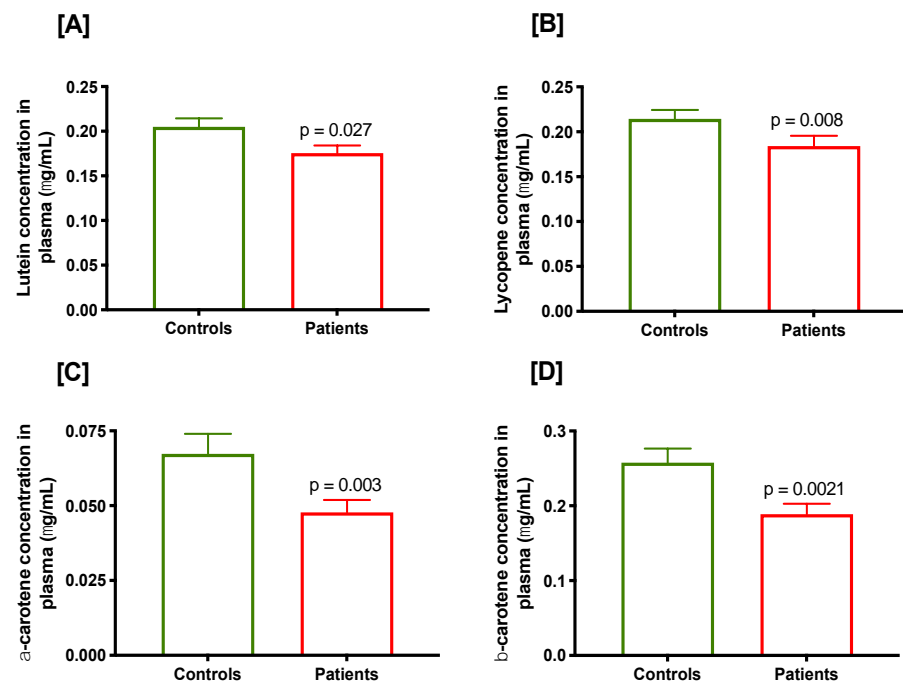 [A]
Lutein concentration in
plasma (mg/mL)
0.25
0.20
0.15
0.10
0.05
0.00
p = 0.027
Controls
Patients
[B]
Lycopene concentration in
plasma (mg/mL)
0.25
0.20
0.15
0.10
0.05
0.00
p = 0.008
Controls
Patients
[C]
a-carotene concentration in
plasma (mg/mL)
0.075
0.050
0.025
0.000
p = 0.003
Controls
Patients
[D]
b-carotene concentration in
plasma (mg/mL)
0.3
0.2
0.1
0.0
p = 0.0021
Controls
Patients